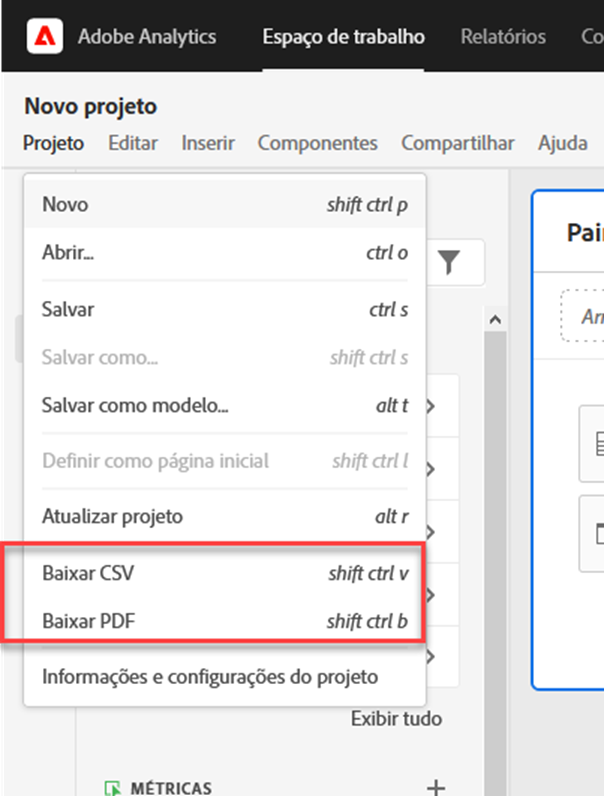 Adobe Analytics Espaço de trabalho Relatórios Co
Novo projeto
Projeto Editar Inserir Componentes Compartilhar Ajuda
Novo shift ctrl p
Abrir... ctrl o
Salvar ctrl s
Salvar como... shift ctrl s
Salvar como modelo... alt t
Definir como página inicial shift ctrl l
Atualizar projeto alt r
Baixar CSV shift ctrl v
Baixar PDF shift ctrl b
Informações e configurações do projeto
Exibir tudo
MÉTRICAS
Pai
Arr